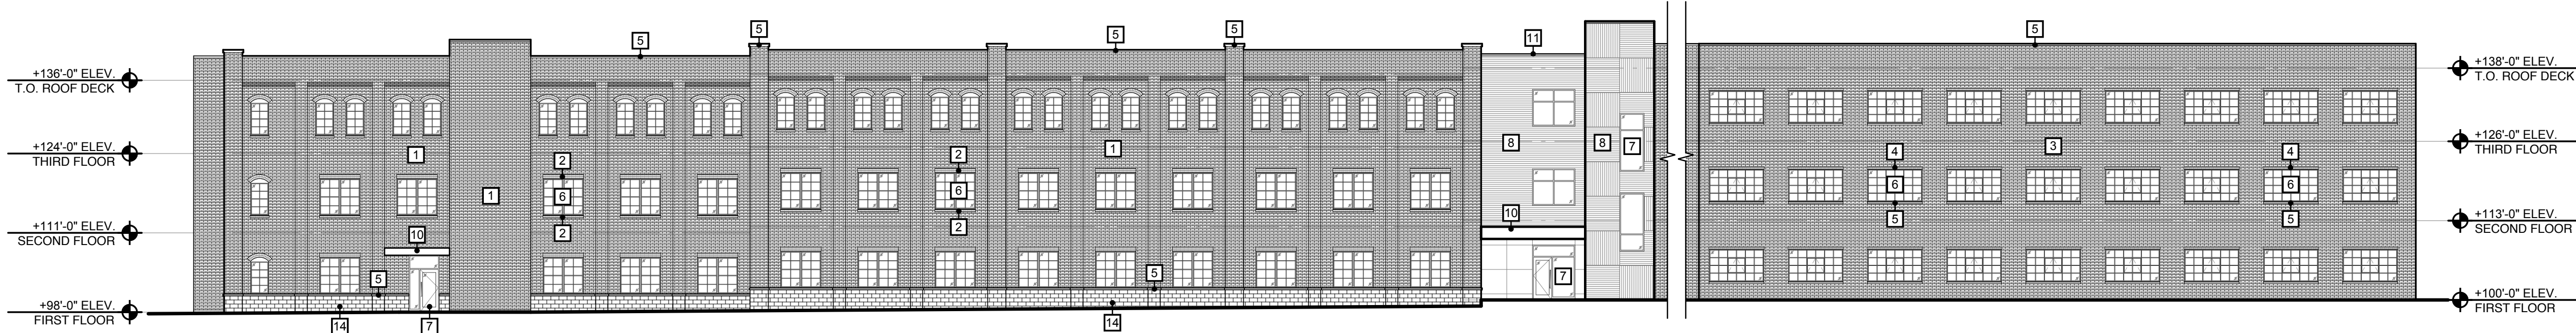 5
5
5
5
11
5
+136'-0" ELEV.
T.O. ROOF DECK
+138'-0" ELEV.
T.O. ROOF DECK
+124'-0" ELEV.
THIRD FLOOR
1
2
2
1
8
8
7
4
3
4
+126'-0" ELEV.
THIRD FLOOR
1
6
6
6
6
+111'-0" ELEV.
SECOND FLOOR
10
2
2
10
5
5
+113'-0" ELEV.
SECOND FLOOR
5
5
7
+98'-0" ELEV.
FIRST FLOOR
14
7
14
+100'-0" ELEV.
FIRST FLOOR